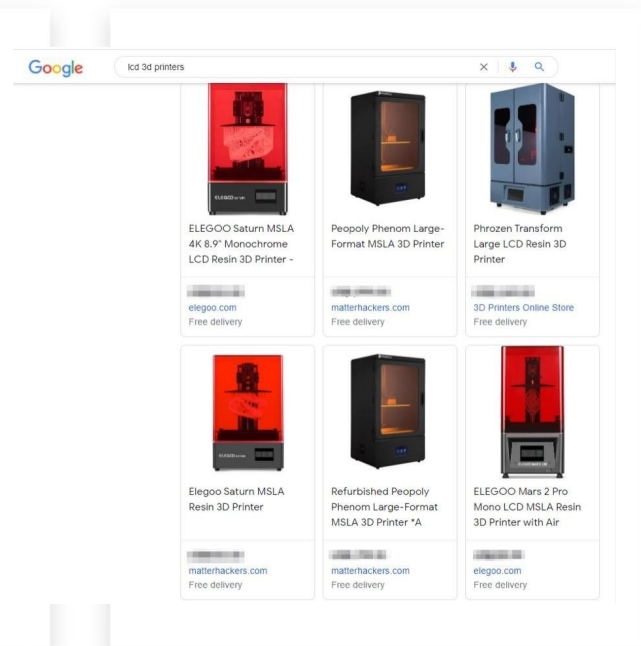 Google
lcd 3d printers
ELEGOO
ELEGOO Saturn MSLA
4K 8.9" Monochrome
LCD Resin 3D Printer -
elegoo.com
Free delivery
Peopoly Phenom Large-
Format MSLA 3D Printer
matterhackers.com
Free delivery
Phrozen Transform
Large LCD Resin 3D
Printer
3D Printers Online Store
Free delivery
ELEGOO
Elegoo Saturn MSLA
Resin 3D Printer
matterhackers.com
Free delivery
Refurbished Peopoly
Phenom Large-Format
MSLA 3D Printer *A
matterhackers.com
Free delivery
ELEGOO Mars 2 Pro
Mono LCD MSLA Resin
3D Printer with Air
elegoo.com
Free delivery